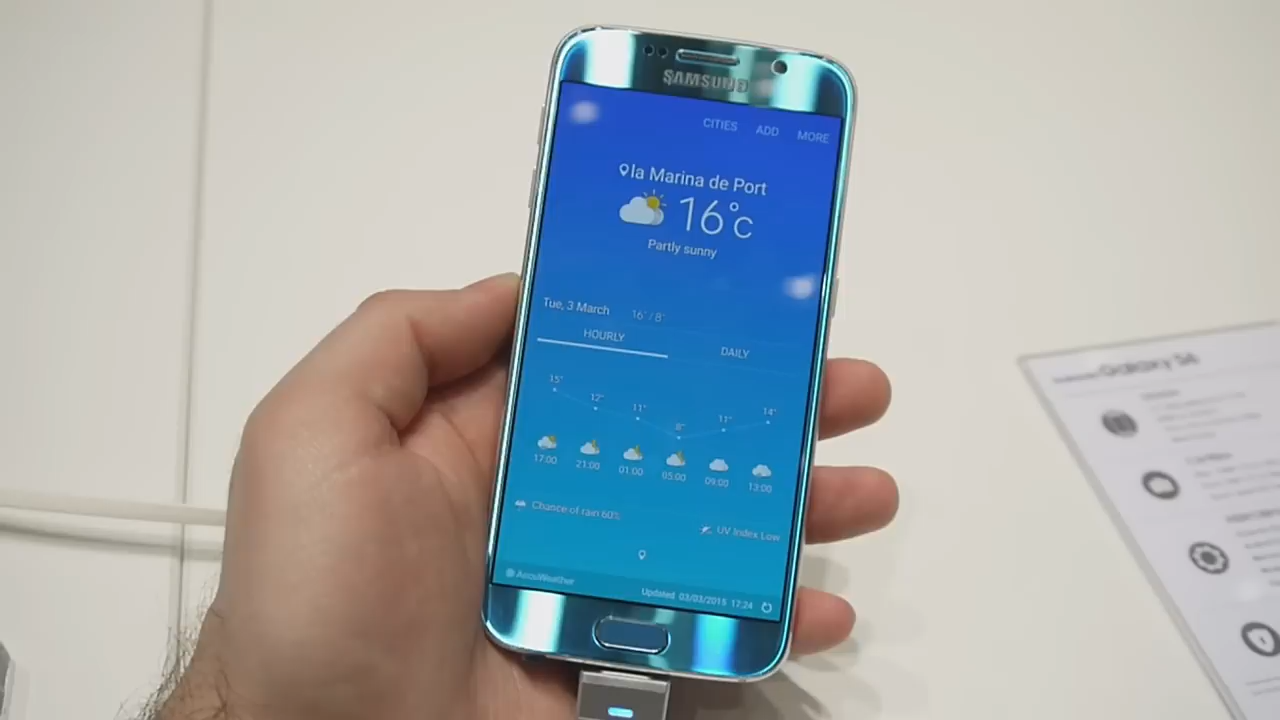 SAMSUNG
CITIES ADD MORE
la Marina de Port
16°c
Partly sunny
Tue, 3 March 16°/8°
HOURLY DAILY
15° 12° 11° 8° 11° 14°
17:00 21:00 01:00 05:00 09:00 13:00
Chance of rain 60%
UV Index Low
AccuWeather
Updated 03/03/2015 17:24
Galaxy S6